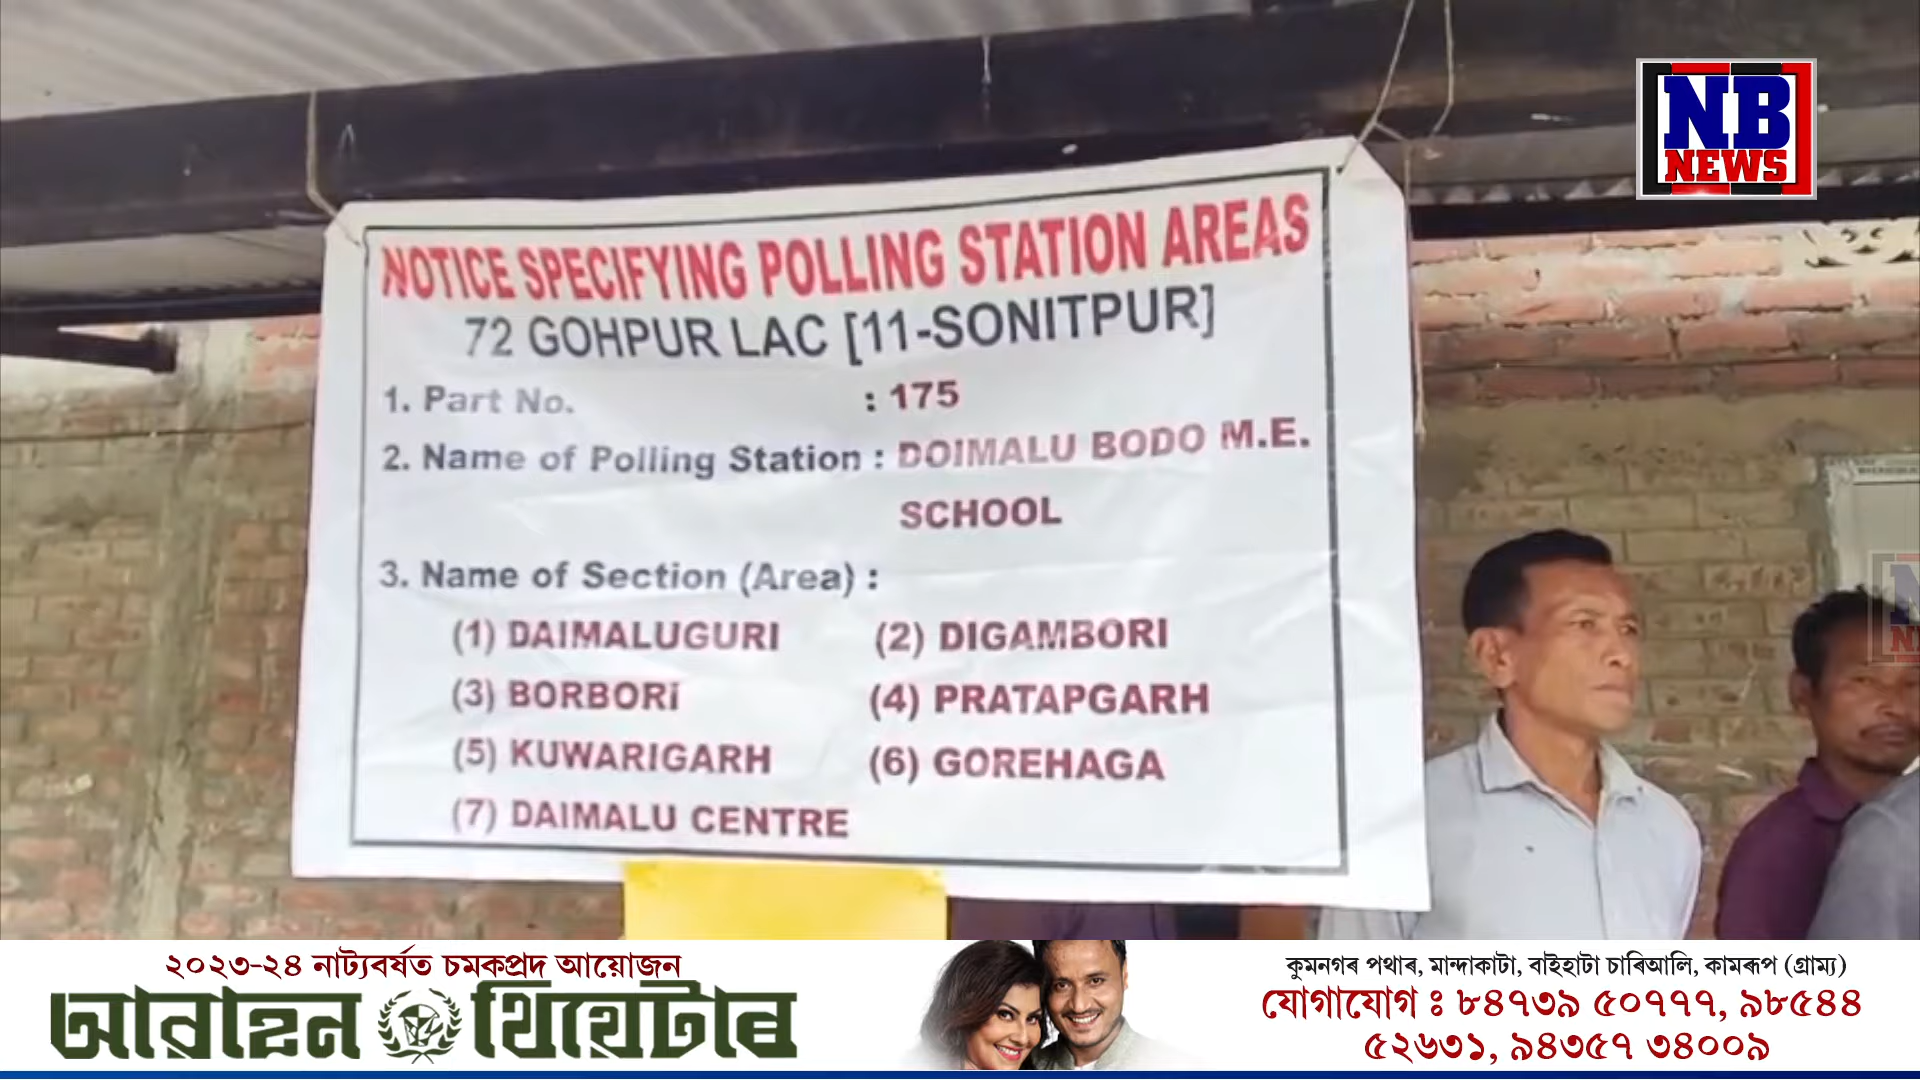 NB
NEWS
NOTICE SPECIFYING POLLING STATION AREAS
72 GOHPUR LAC [11-SONITPUR]
1. Part No. : 175
2. Name of Polling Station : DOIMALU BODO M.E.
SCHOOL
3. Name of Section (Area) :
(1) DAIMALUGURI (2) DIGAMBORI
(3) BORBORI (4) PRATAPGARH
(5) KUWARIGARH (6) GOREHAGA
(7) DAIMALU CENTRE
২০২৩-২৪ নাট্যবৰ্ষত চমকপ্ৰদ আয়োজন
আৱাহন থিয়েটাৰ
কুমনগৰ পথাৰ, মান্দাকাটা, বাইহাটা চাৰিআলি, কামৰূপ (গ্ৰাম্য)
যোগাযোগ ঃ ৮৪৭৩৯ ৫০৭৭৭, ৯৮৫৪৪
৫২৬৩১, ৯৪৩৫৭ ৩৪০০৯